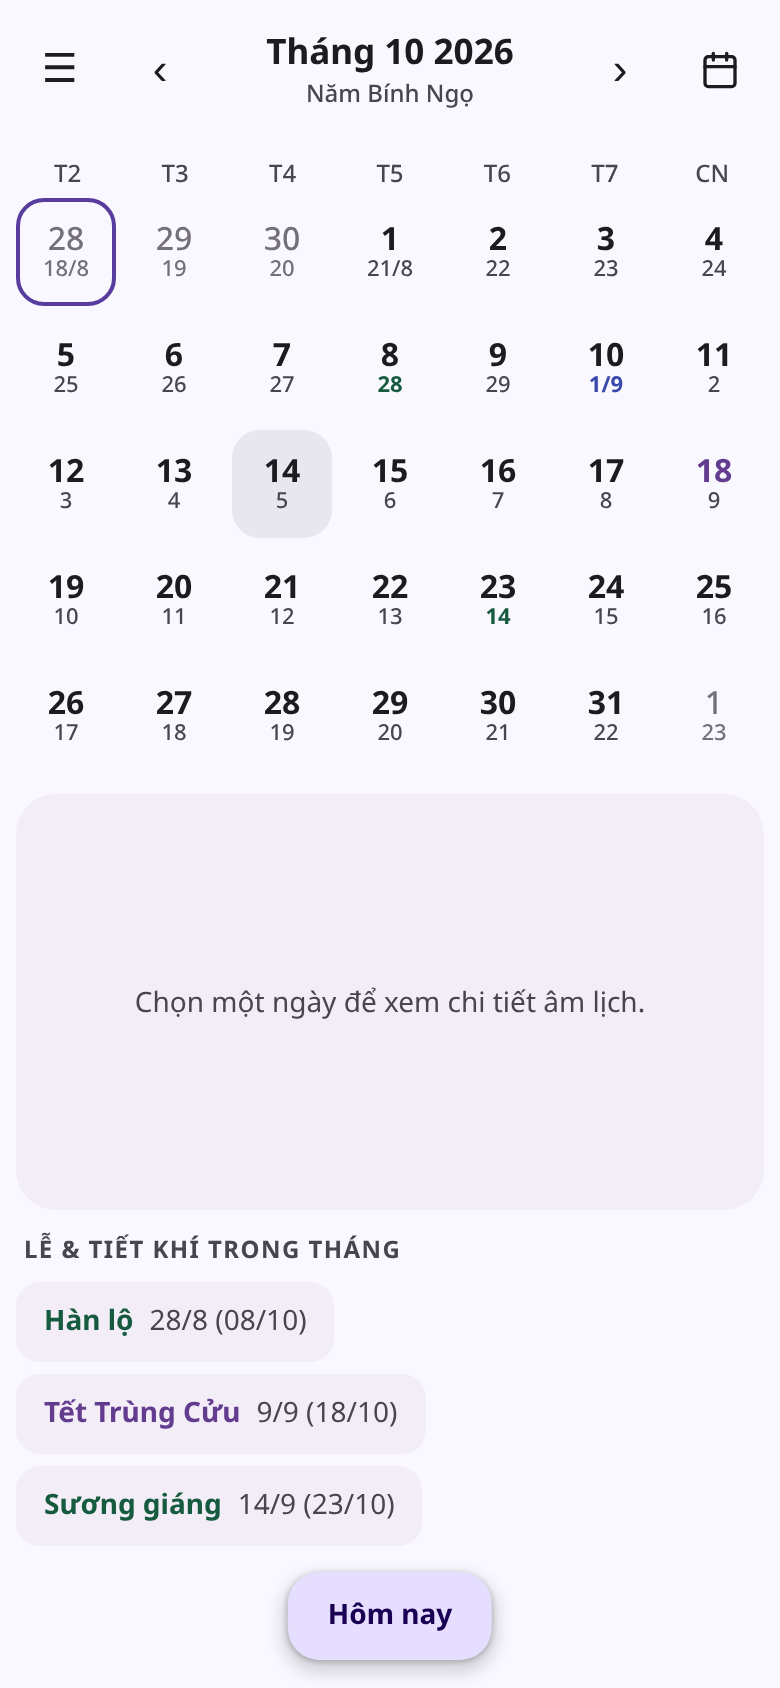 Tháng 10 2026
Năm Bính Ngọ
T2 T3 T4 T5 T6 T7 CN
28 29 30 1 2 3 4
18/8 19 20 21/8 22 23 24
5 6 7 8 9 10 11
25 26 27 28 29 1/9 2
12 13 14 15 16 17 18
3 4 5 6 7 8 9
19 20 21 22 23 24 25
10 11 12 13 14 15 16
26 27 28 29 30 31 1
17 18 19 20 21 22 23
Chọn một ngày để xem chi tiết âm lịch.
LỄ & TIẾT KHÍ TRONG THÁNG
Hàn lộ 28/8 (08/10)
Tết Trùng Cửu 9/9 (18/10)
Sương giáng 14/9 (23/10)
Hôm nay